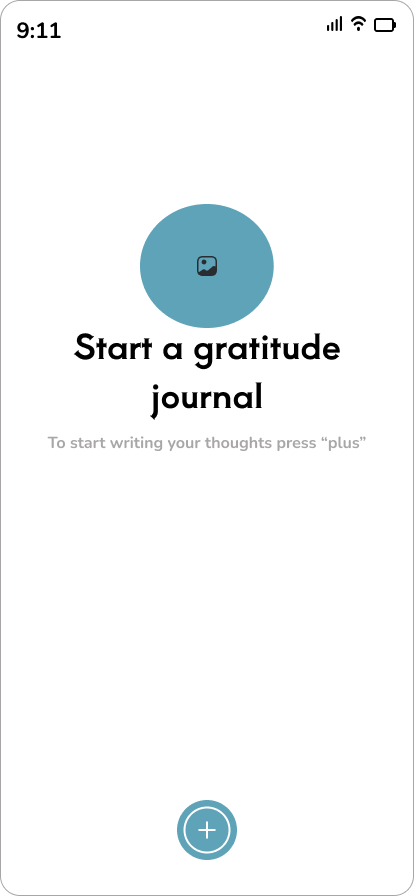 9:11
Start a gratitude
journal
To start writing your thoughts press “plus”